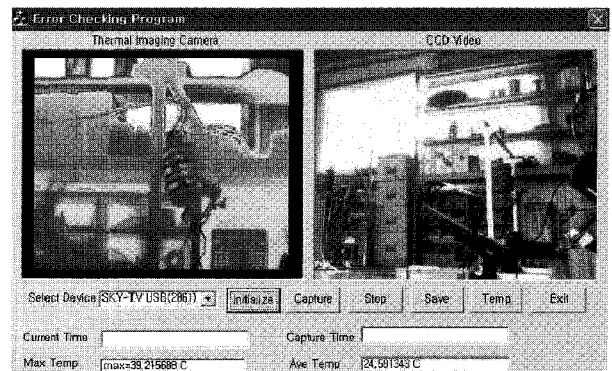 Error Checking Program
Thermal Imaging Camera
CCD Video
Select Device SKY-TV USB(2861) Initialize Capture Stop Save Temp Exit
Current Time
Capture Time
Max Temp max=39,215688 C
Ave Temp 24,591343 C